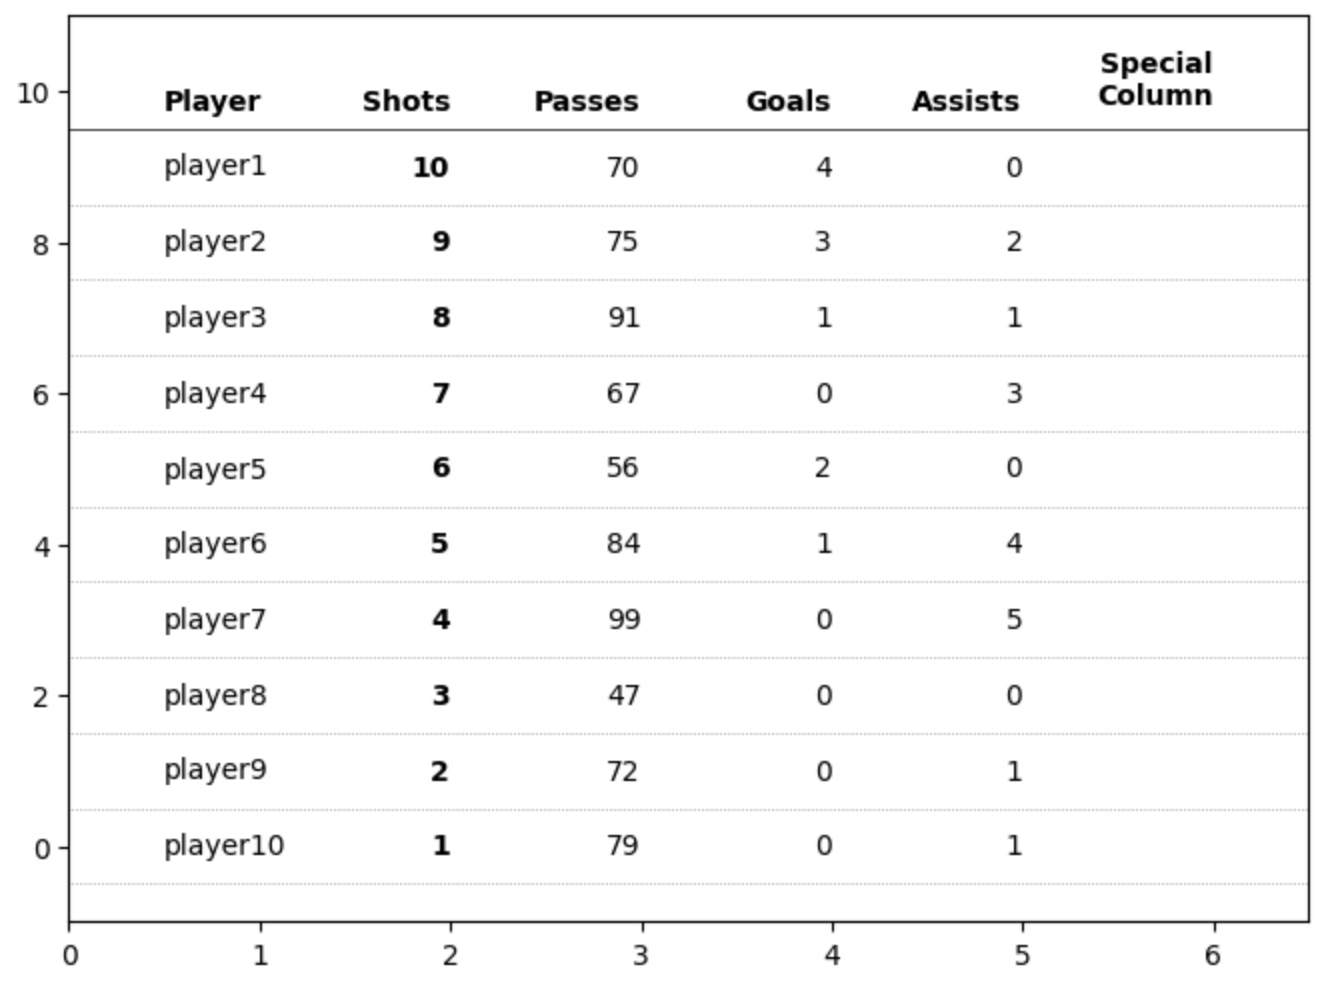 Special
Column
10 Player Shots Passes Goals Assists
player1 10 70 4 0
8 player2 9 75 3 2
player3 8 91 1 1
6 player4 7 67 0 3
player5 6 56 2 0
4 player6 5 84 1 4
player7 4 99 0 5
2 player8 3 47 0 0
player9 2 72 0 1
0 player10 1 79 0 1
0 1 2 3 4 5 6